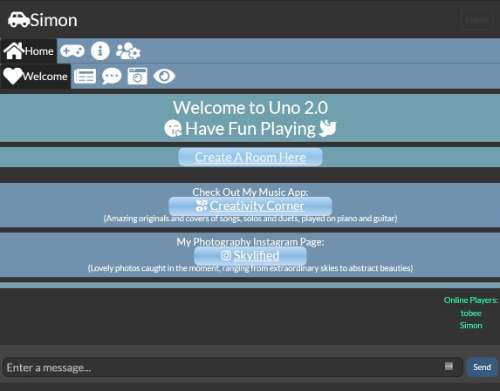 Simon
Home
Welcome
Welcome to Uno 2.0
Have Fun Playing
Create A Room Here
Check Out My Music App:
Creativity Corner
(Amazing originals and covers of songs, solos and duets, played on piano and guitar)
My Photography Instagram Page:
Skylified
(Lovely photos caught in the moment, ranging from extraordinary skies to abstract beauties)
Online Players:
tobee
Simon
Enter a message...
Send